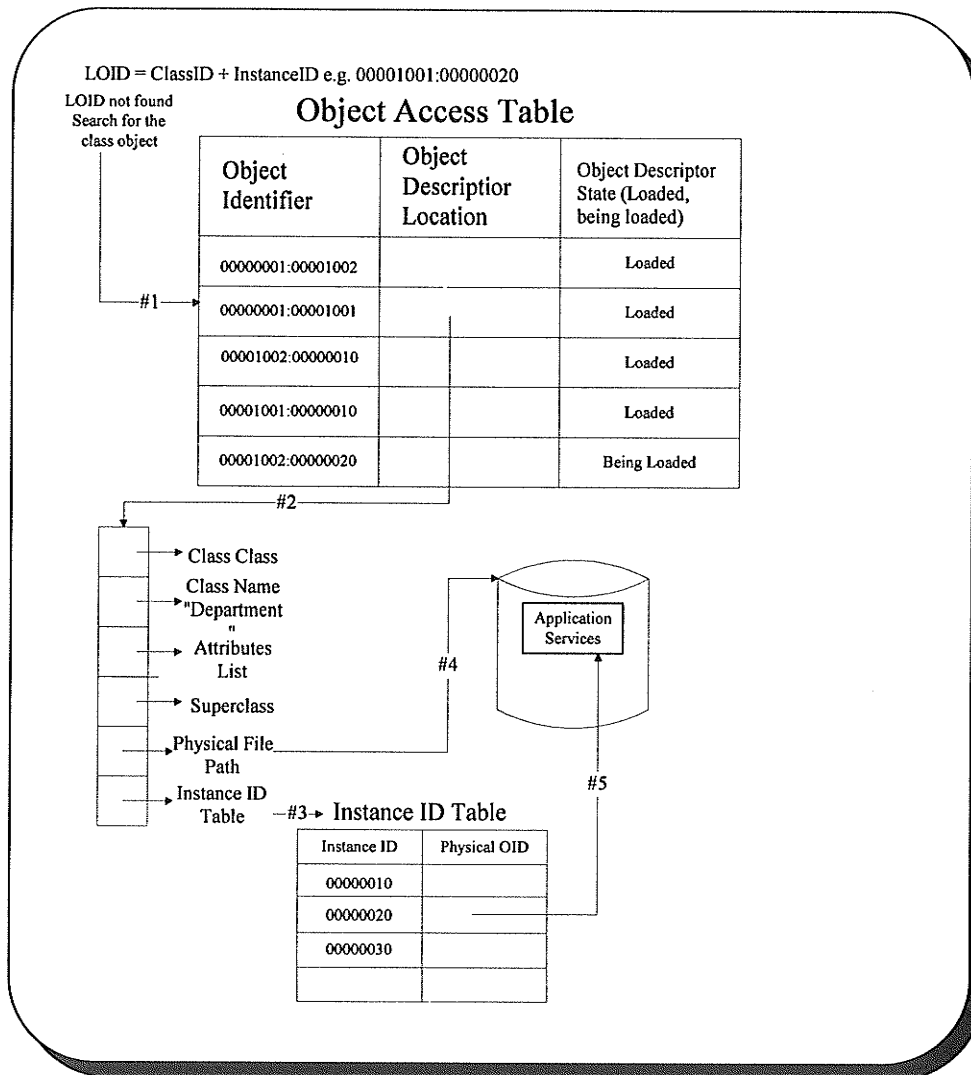 LOID = ClassID + InstanceID e.g. 00001001:00000020
LOID not found
Search for the
class object
Object Access Table
Object
Identifier
Object
Descriptior
Location
Object Descriptor
State (Loaded,
being loaded)
00000001:00001002
Loaded
#1
00000001:00001001
Loaded
00001002:00000010
Loaded
00001001:00000010
Loaded
00001002:00000020
Being Loaded
#2
Class Class
Class Name
"Department
"
Attributes
List
Superclass
Physical File
Path
Instance ID
Table
#3
#4
Application
Services
#5
Instance ID Table
Instance ID
Physical OID
00000010
00000020
00000030